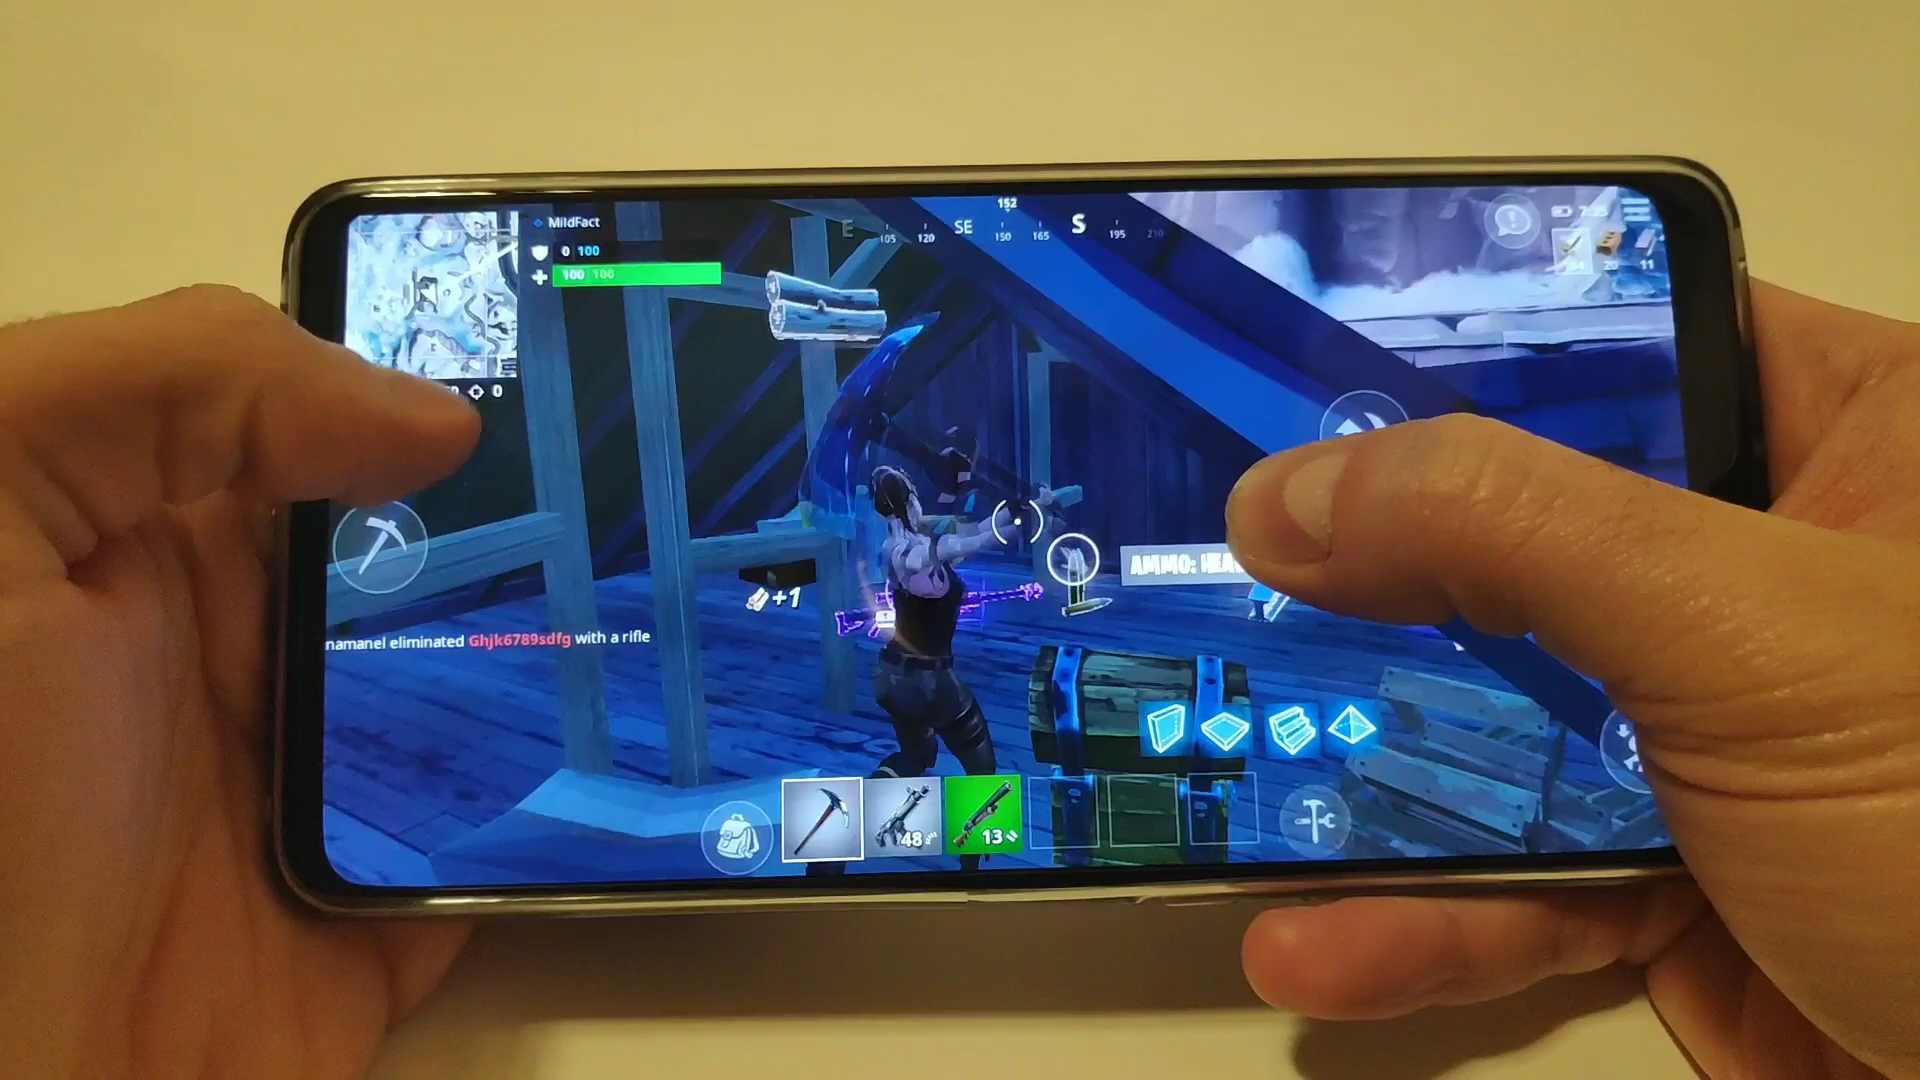 152
E 105 120 SE 150 165 S 195 210
MildFact
0 100
100 100
11
0
AMMO:
+1
namanel eliminated Ghjk6789sdfg with a rifle
48
13